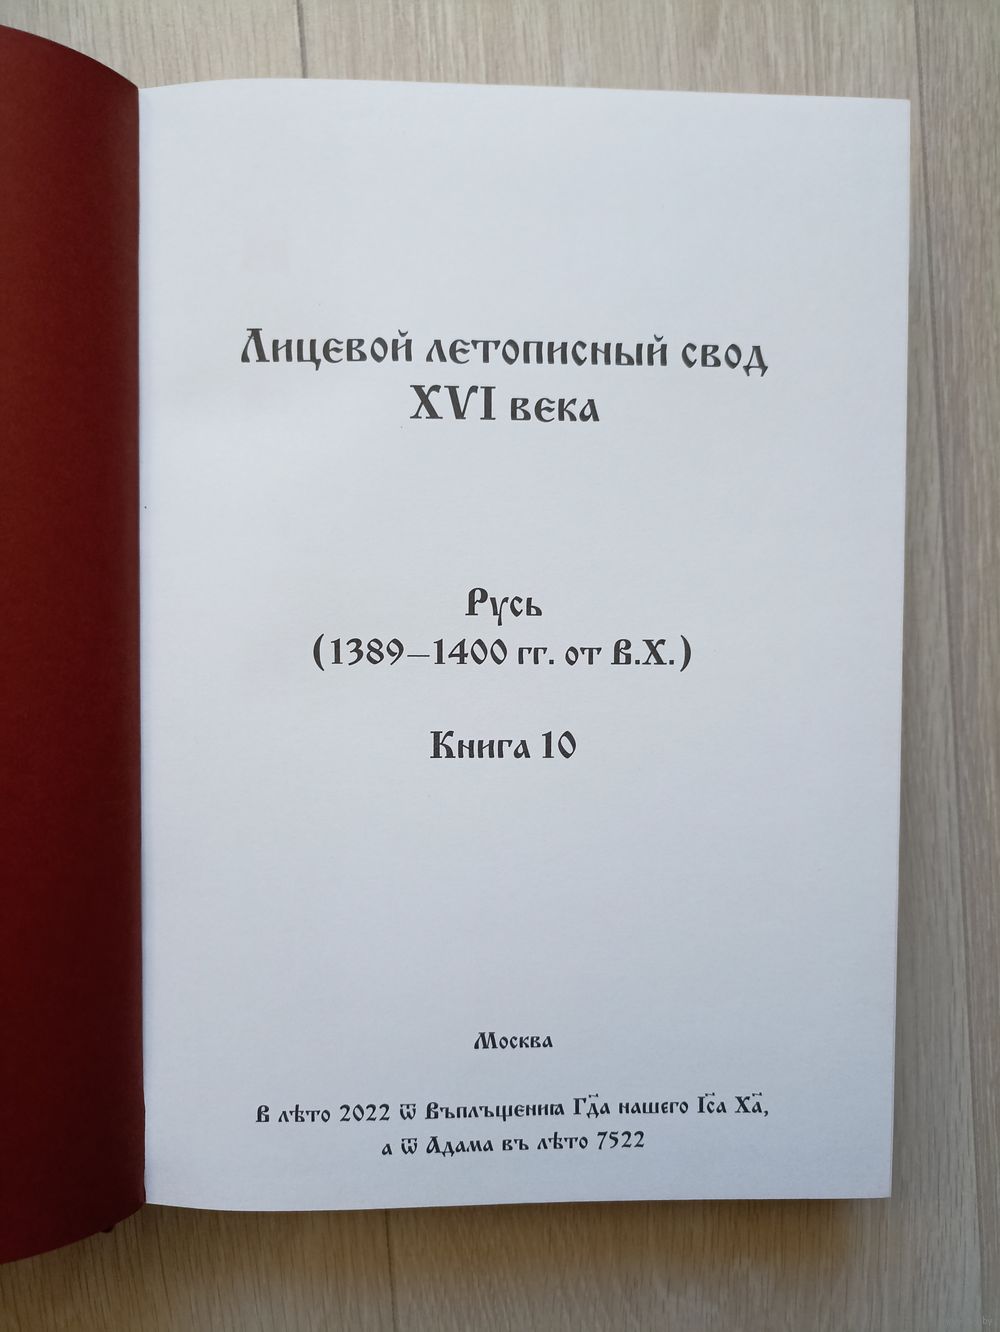 Лицевой летописный свод
XVI века
Русь
(1389–1400 гг. от В.Х.)
Книга 10
Москва
В лѣто 2022 ѿ Въплъщениꙗ Гд҇а нашего Іс҃а Ха҃,
а ѿ Адама въ лѣто 7522